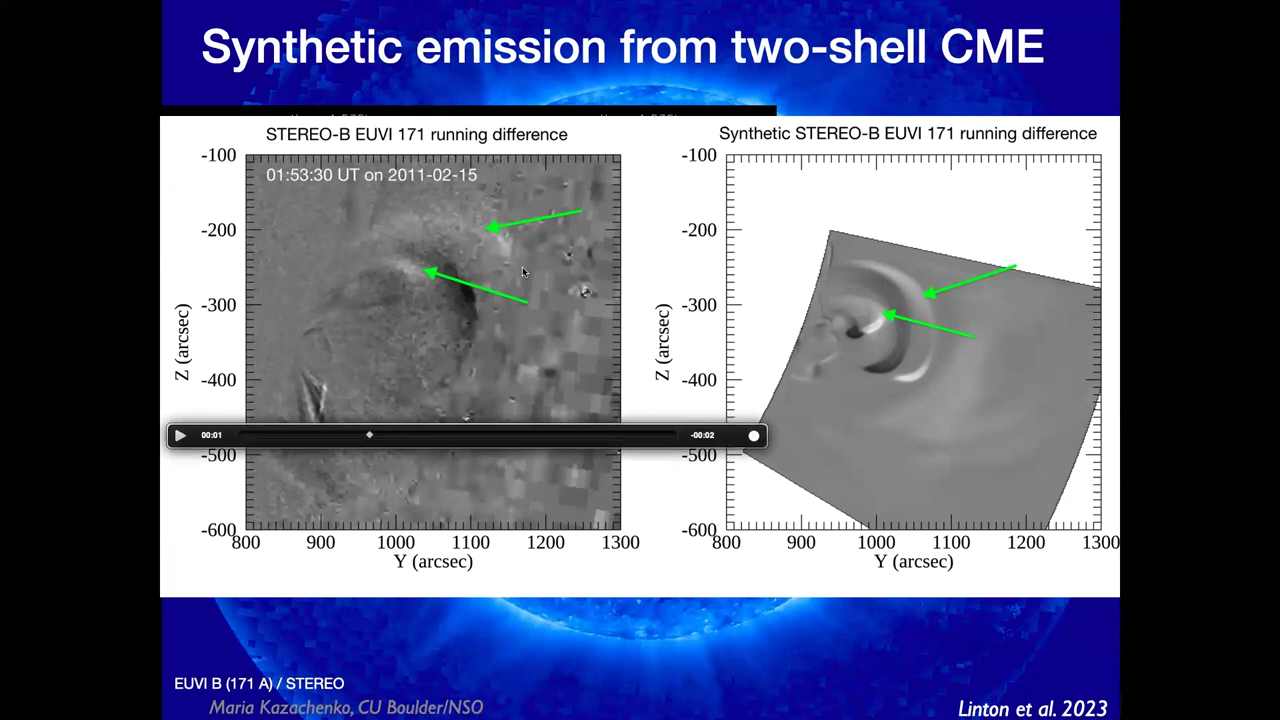 Synthetic emission from two-shell CME
STEREO-B EUVI 171 running difference
Synthetic STEREO-B EUVI 171 running difference
01:53:30 UT on 2011-02-15
-100
-200
-300
-400
-500
-600
Z (arcsec)
800 900 1000 1100 1200 1300
Y (arcsec)
-100
-200
-300
-400
-500
-600
Z (arcsec)
800 900 1000 1100 1200 1300
Y (arcsec)
00:01
-00:02
EUVI B (171 A) / STEREO
Maria Kazachenko, CU Boulder/NSO
Linton et al. 2023